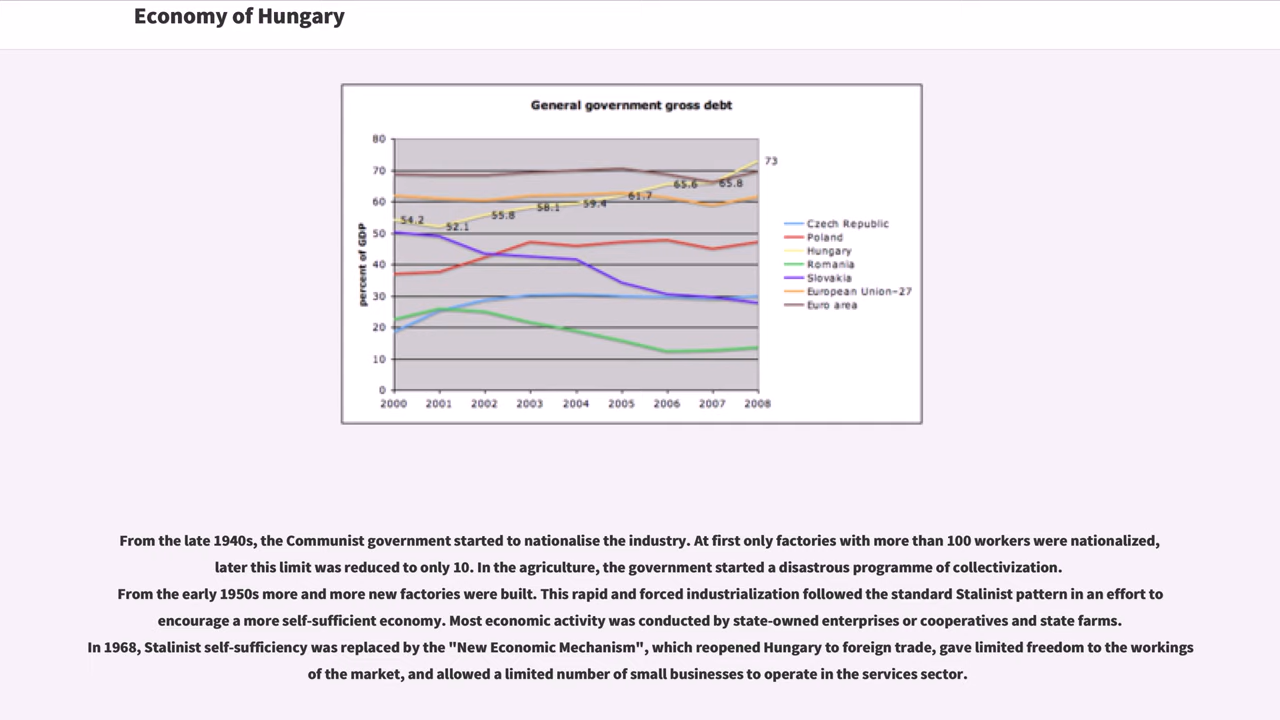 Economy of Hungary
General government gross debt
percent of GDP
80
70
60
50
40
30
20
10
0
2000 2001 2002 2003 2004 2005 2006 2007 2008
54.2
52.1
55.8
58.1
59.4
61.7
65.6
65.8
73
Czech Republic
Poland
Hungary
Romania
Slovakia
European Union-27
Euro area
From the late 1940s, the Communist government started to nationalise the industry. At first only factories with more than 100 workers were nationalized,
later this limit was reduced to only 10. In the agriculture, the government started a disastrous programme of collectivization.
From the early 1950s more and more new factories were built. This rapid and forced industrialization followed the standard Stalinist pattern in an effort to
encourage a more self-sufficient economy. Most economic activity was conducted by state-owned enterprises or cooperatives and state farms.
In 1968, Stalinist self-sufficiency was replaced by the "New Economic Mechanism", which reopened Hungary to foreign trade, gave limited freedom to the workings
of the market, and allowed a limited number of small businesses to operate in the services sector.